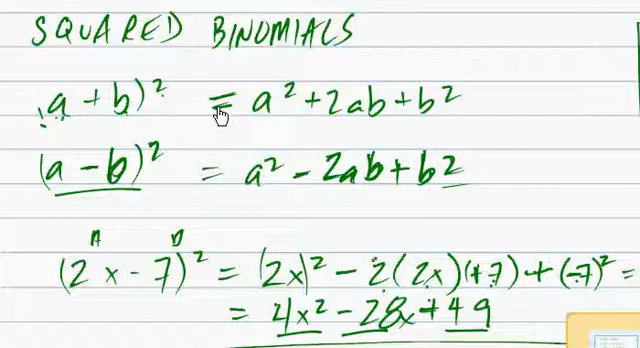 SQUARED BINOMIALS
(a + b)² = a² + 2ab + b²
(a - b)² = a² - 2ab + b²
A B
(2x - 7)² = (2x)² - 2(2x)(+7) + (-7)² =
= 4x² - 28x + 49